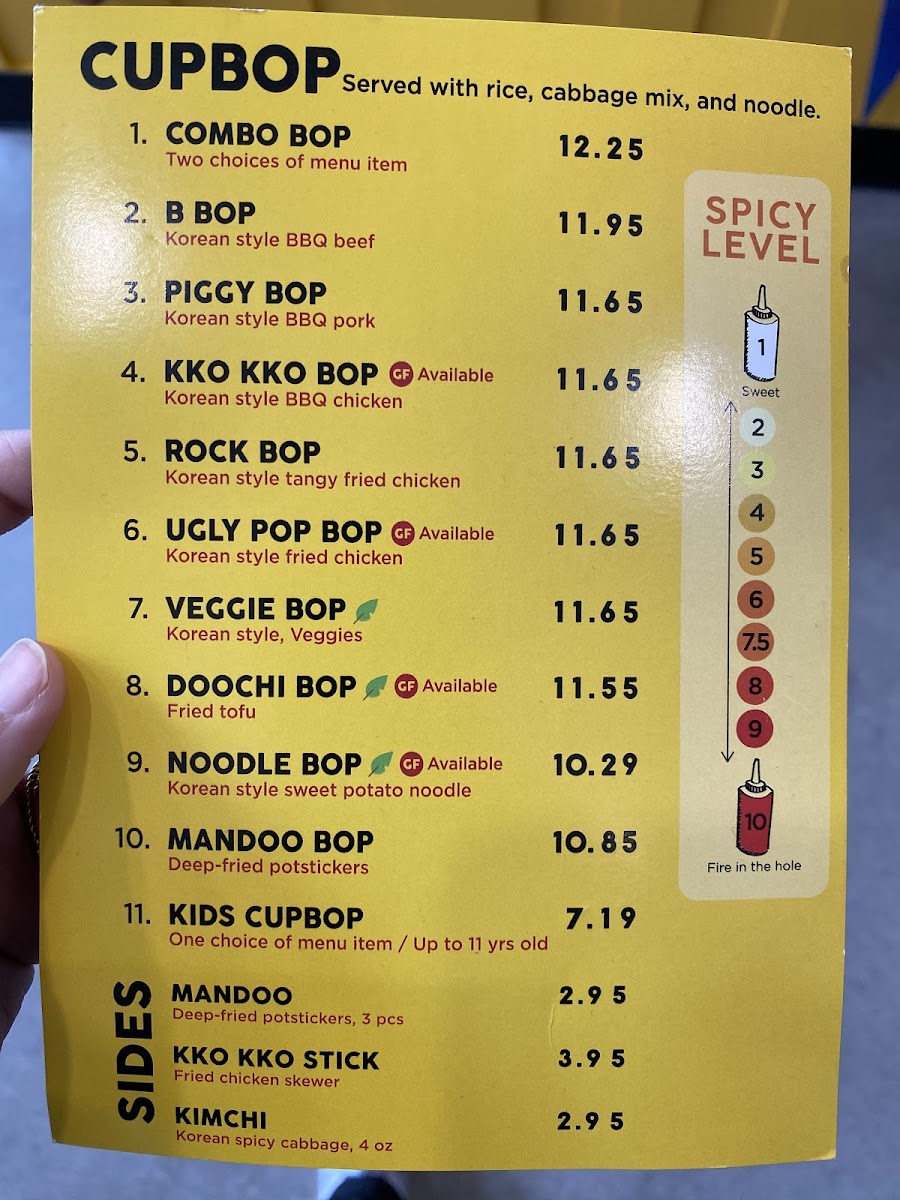 CUPBOP Served with rice, cabbage mix, and noodle.
1. COMBO BOP 12.25
Two choices of menu item
2. B BOP 11.95
Korean style BBQ beef
3. PIGGY BOP 11.65
Korean style BBQ pork
4. KKO KKO BOP GF Available 11.65
Korean style BBQ chicken
5. ROCK BOP 11.65
Korean style tangy fried chicken
6. UGLY POP BOP GF Available 11.65
Korean style fried chicken
7. VEGGIE BOP 11.65
Korean style, Veggies
8. DOOCHI BOP GF Available 11.55
Fried tofu
9. NOODLE BOP GF Available 10.29
Korean style sweet potato noodle
10. MANDOO BOP 10.85
Deep-fried potstickers
11. KIDS CUPBOP 7.19
One choice of menu item / Up to 11 yrs old
SIDES
MANDOO 2.95
Deep-fried potstickers, 3 pcs
KKO KKO STICK 3.95
Fried chicken skewer
KIMCHI 2.95
Korean spicy cabbage, 4 oz
SPICY
LEVEL
1
Sweet
2
3
4
5
6
7.5
8
9
10
Fire in the hole